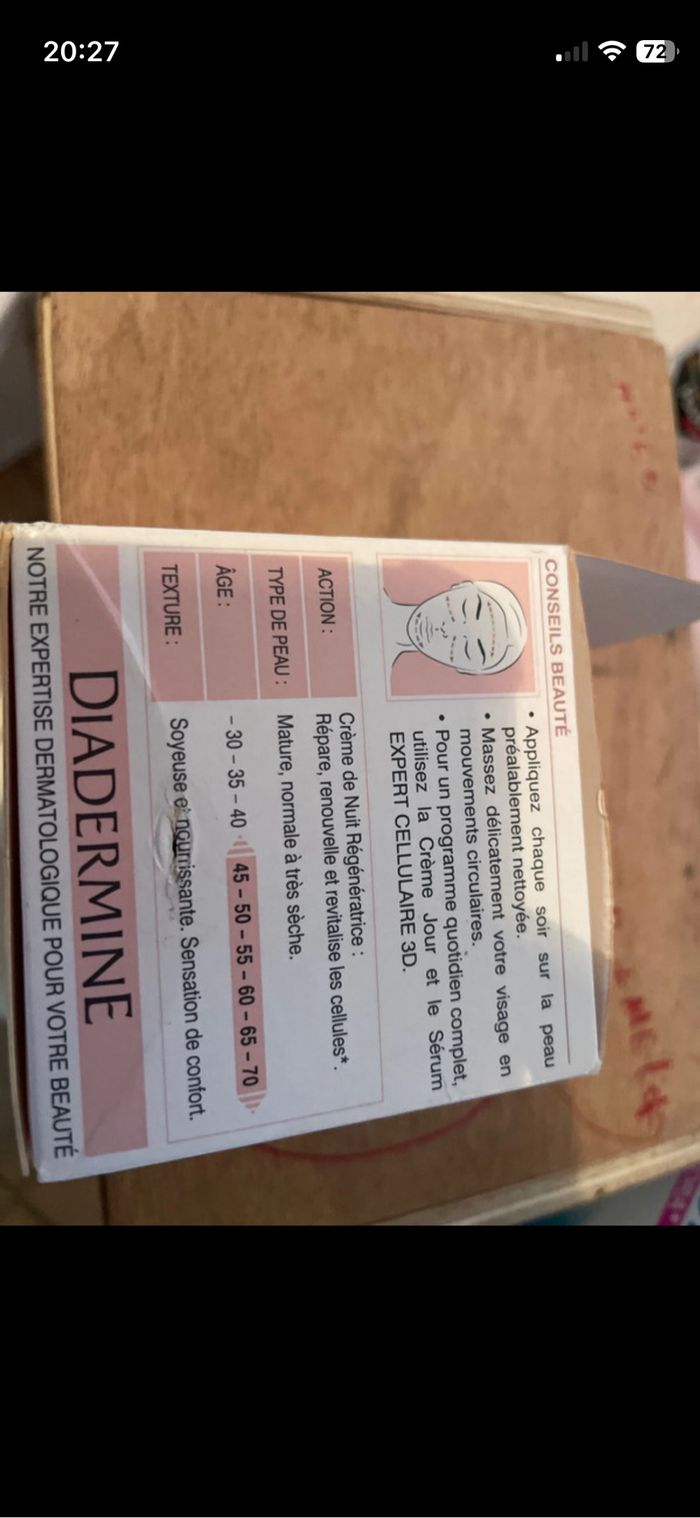 20:27
72
CONSEILS BEAUTÉ
• Appliquez chaque soir sur la peau
préalablement nettoyée.
• Massez délicatement votre visage en
mouvements circulaires.
• Pour un programme quotidien complet,
utilisez la Crème Jour et le Sérum
EXPERT CELLULAIRE 3D.
ACTION : Crème de Nuit Régénératrice :
Répare, renouvelle et revitalise les cellules*.
TYPE DE PEAU : Mature, normale à très sèche.
ÂGE : – 30 – 35 – 40 45 – 50 – 55 – 60 – 65 – 70
TEXTURE : Soyeuse et nourrissante. Sensation de confort.
DIADERMINE
NOTRE EXPERTISE DERMATOLOGIQUE POUR VOTRE BEAUTÉ